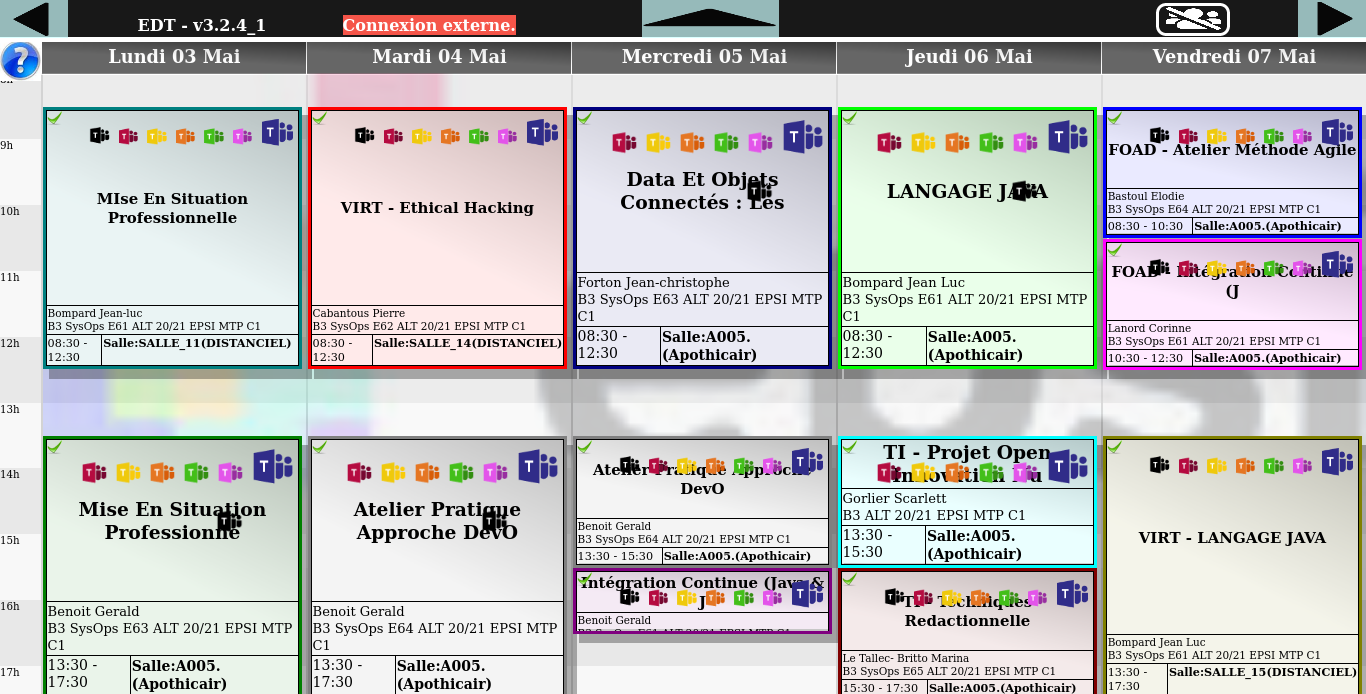 EDT - v3.2.4_1
Connexion externe.
Lundi 03 Mai
Mardi 04 Mai
Mercredi 05 Mai
Jeudi 06 Mai
Vendredi 07 Mai
9h
10h
11h
12h
13h
14h
15h
16h
17h
MIse En Situation
Professionnelle
Bompard Jean-luc
B3 SysOps E61 ALT 20/21 EPSI MTP C1
08:30 -
12:30
Salle:SALLE_11(DISTANCIEL)
Mise En Situation
Professionne
Benoit Gerald
B3 SysOps E63 ALT 20/21 EPSI MTP
C1
13:30 -
17:30
Salle:A005.
(Apothicair)
VIRT - Ethical Hacking
Cabantous Pierre
B3 SysOps E62 ALT 20/21 EPSI MTP C1
08:30 -
12:30
Salle:SALLE_14(DISTANCIEL)
Atelier Pratique
Approche DevO
Benoit Gerald
B3 SysOps E64 ALT 20/21 EPSI MTP
C1
13:30 -
17:30
Salle:A005.
(Apothicair)
Data Et Objets
Connectés : Les
Forton Jean-christophe
B3 SysOps E63 ALT 20/21 EPSI MTP
C1
08:30 -
12:30
Salle:A005.
(Apothicair)
Atelier Pratique Approche
DevO
Benoit Gerald
B3 SysOps E64 ALT 20/21 EPSI MTP C1
13:30 - 15:30
Salle:A005.(Apothicair)
Intégration Continue (Java &
J
Benoit Gerald
LANGAGE JAVA
Bompard Jean Luc
B3 SysOps E61 ALT 20/21 EPSI MTP
C1
08:30 -
12:30
Salle:A005.
(Apothicair)
TI - Projet Open
Innovation Du
Gorlier Scarlett
B3 ALT 20/21 EPSI MTP C1
13:30 -
15:30
Salle:A005.
(Apothicair)
TI - Techniques
Redactionnelle
Le Tallec- Britto Marina
B3 SysOps E65 ALT 20/21 EPSI MTP C1
15:30 - 17:30
Salle:A005.(Apothicair)
FOAD - Atelier Méthode Agile
Bastoul Elodie
B3 SysOps E64 ALT 20/21 EPSI MTP C1
08:30 - 10:30
Salle:A005.(Apothicair)
FOAD - Intégration Continue
(J
Lanord Corinne
B3 SysOps E61 ALT 20/21 EPSI MTP C1
10:30 - 12:30
Salle:A005.(Apothicair)
VIRT - LANGAGE JAVA
Bompard Jean Luc
B3 SysOps E61 ALT 20/21 EPSI MTP C1
13:30 -
17:30
Salle:SALLE_15(DISTANCIEL)